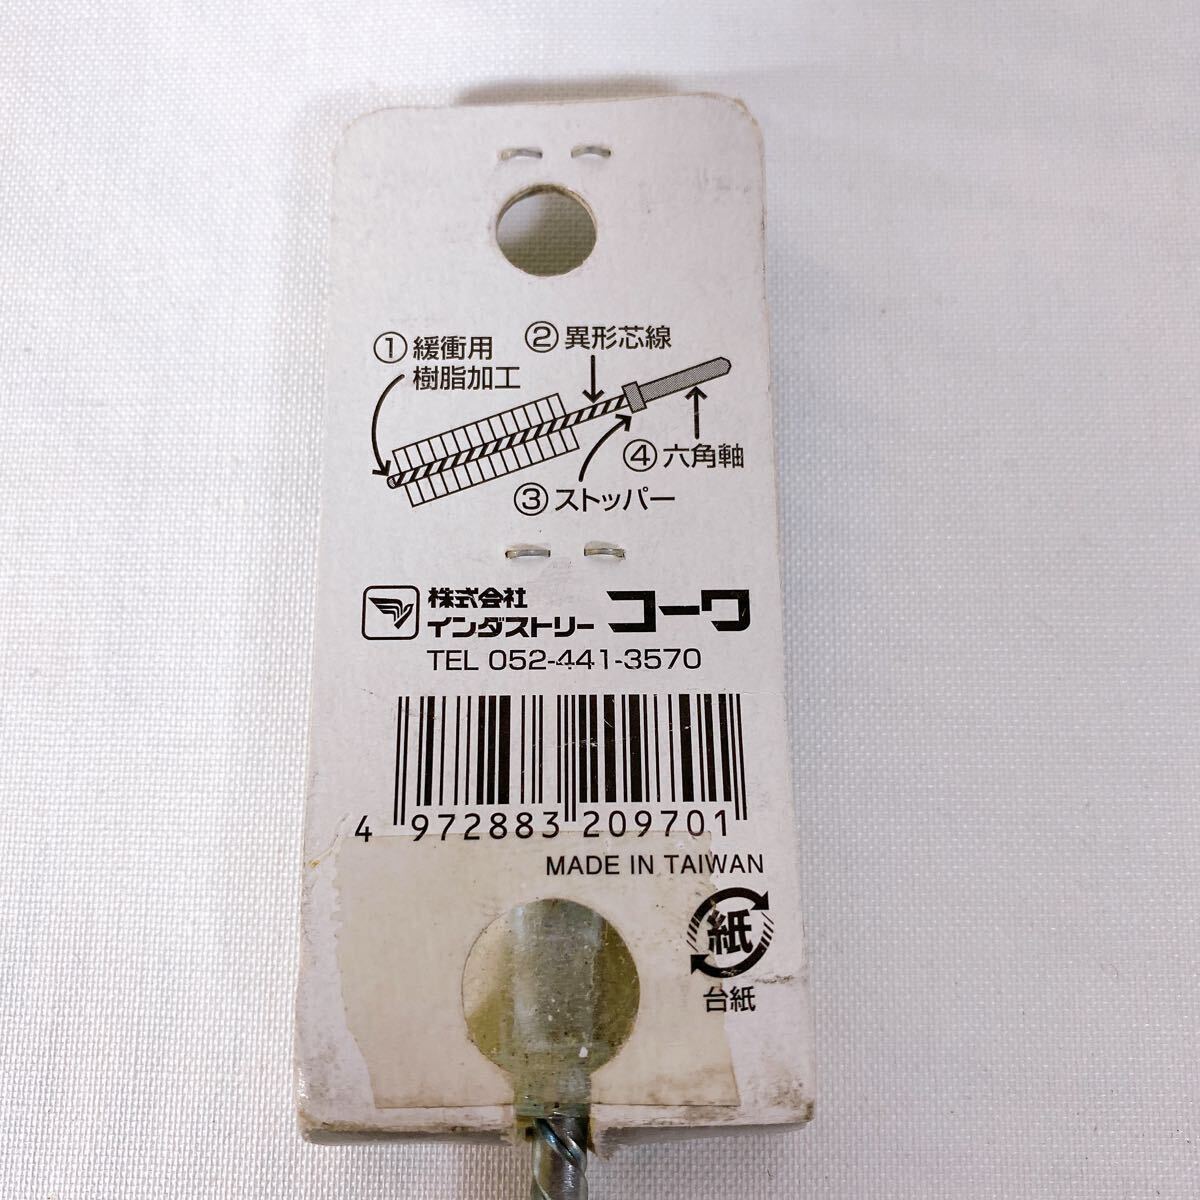 ① 緩衝用
樹脂加工
② 異形芯線
④ 六角軸
③ ストッパー
株式会社
インダストリー コーワ
TEL 052-441-3570
4 972883 209701
MADE IN TAIWAN
紙
台紙